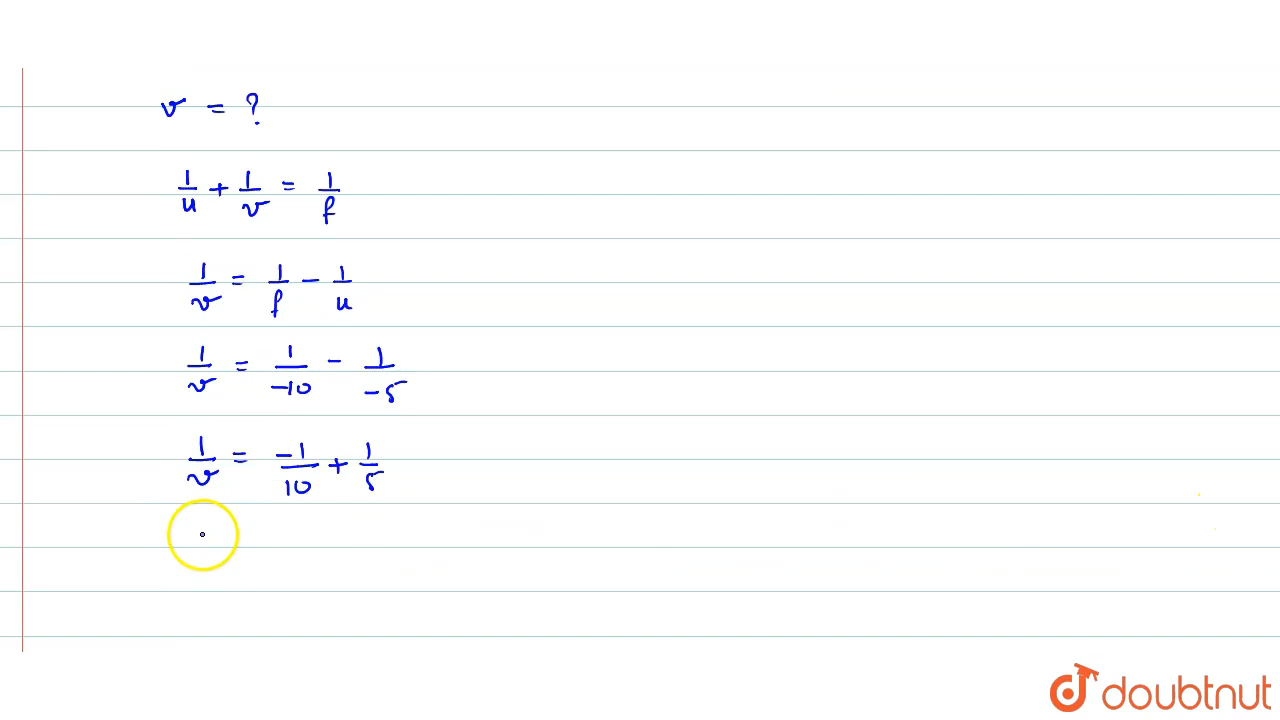 v = ?
1/u + 1/v = 1/f
1/v = 1/f - 1/u
1/v = 1/-10 - 1/-5
1/v = -1/10 + 1/5
doubtnut